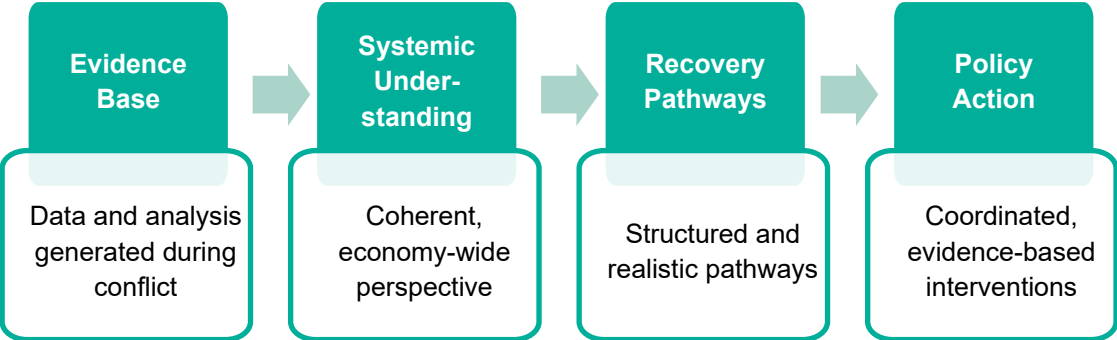 Evidence
Base
Data and analysis
generated during
conflict
Systemic
Under-
standing
Coherent,
economy-wide
perspective
Recovery
Pathways
Structured and
realistic pathways
Policy
Action
Coordinated,
evidence-based
interventions